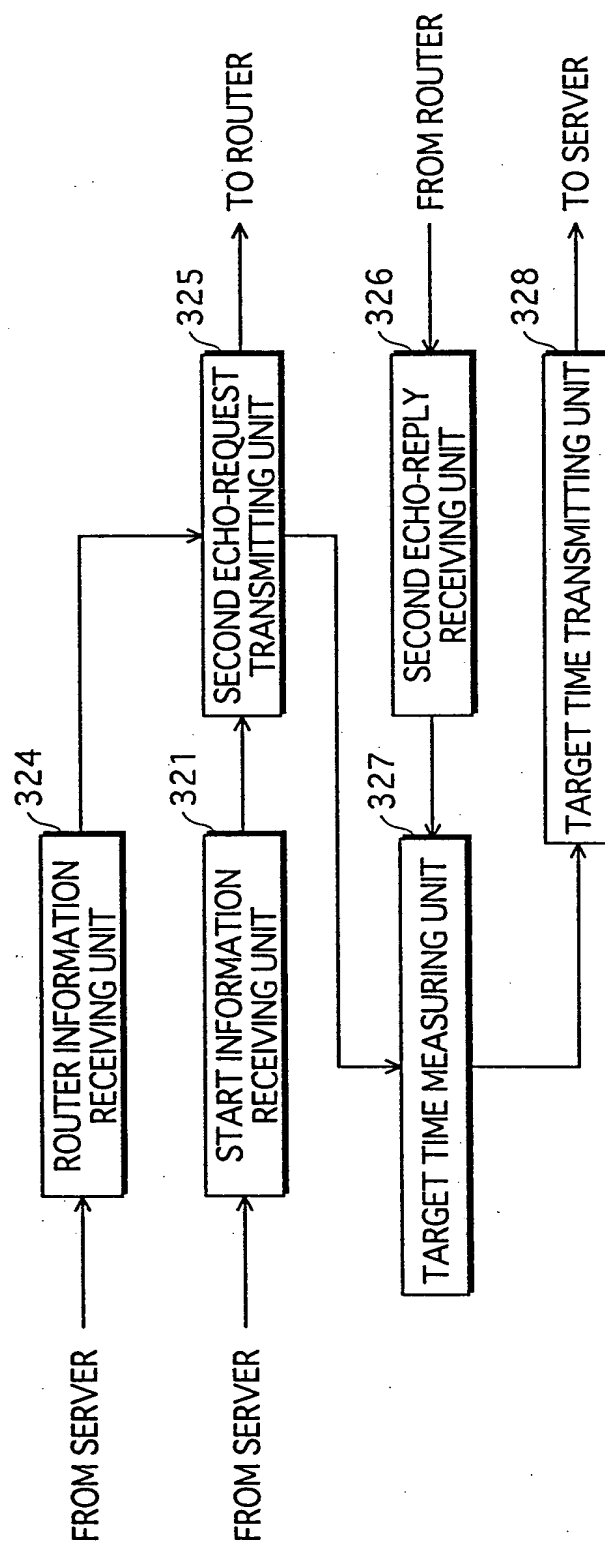 FROM SERVER
324
ROUTER INFORMATION
RECEIVING UNIT
FROM SERVER
321
START INFORMATION
RECEIVING UNIT
325
SECOND ECHO-REQUEST
TRANSMITTING UNIT
TO ROUTER
327
TARGET TIME MEASURING UNIT
326
SECOND ECHO-REPLY
RECEIVING UNIT
FROM ROUTER
328
TARGET TIME TRANSMITTING UNIT
TO SERVER